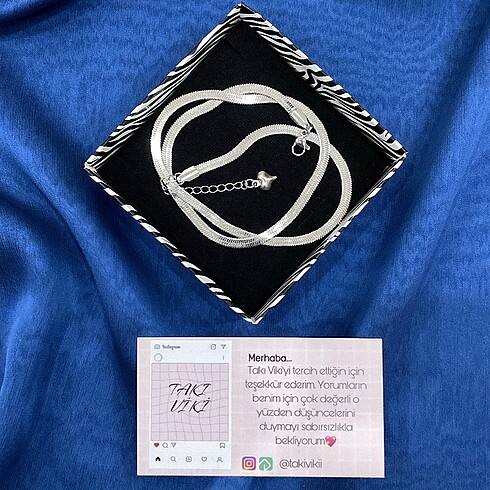 Instagram
TAKI
VİKİ
Merhaba...
Takı Viki'yi tercih ettiğin için
teşekkür ederim. Yorumların
benim için çok değerli o
yüzden düşüncelerini
duymayı sabırsızlıkla
bekliyorum💖
@takivikii